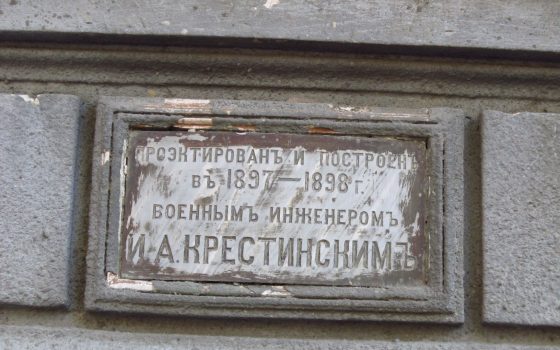 ПРОЭКТИРОВАНЪ И ПОСТРОЕНЪ
ВЪ 1897—1898 Г.
ВОЕННЫМЪ ИНЖЕНЕРОМЪ
И.А.КРЕСТИНСКИМЪ